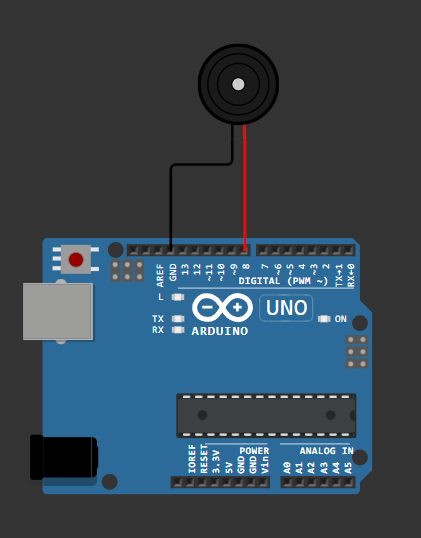 AREF GND 13 12 ~11 ~10 ~9 8 7 ~6 ~5 4 ~3 2 TX→1 RX←0
DIGITAL (PWM ~)
L
UNO
TX
RX
ON
ARDUINO
POWER
ANALOG IN
IOREF RESET 3.3V 5V GND GND Vin A0 A1 A2 A3 A4 A5